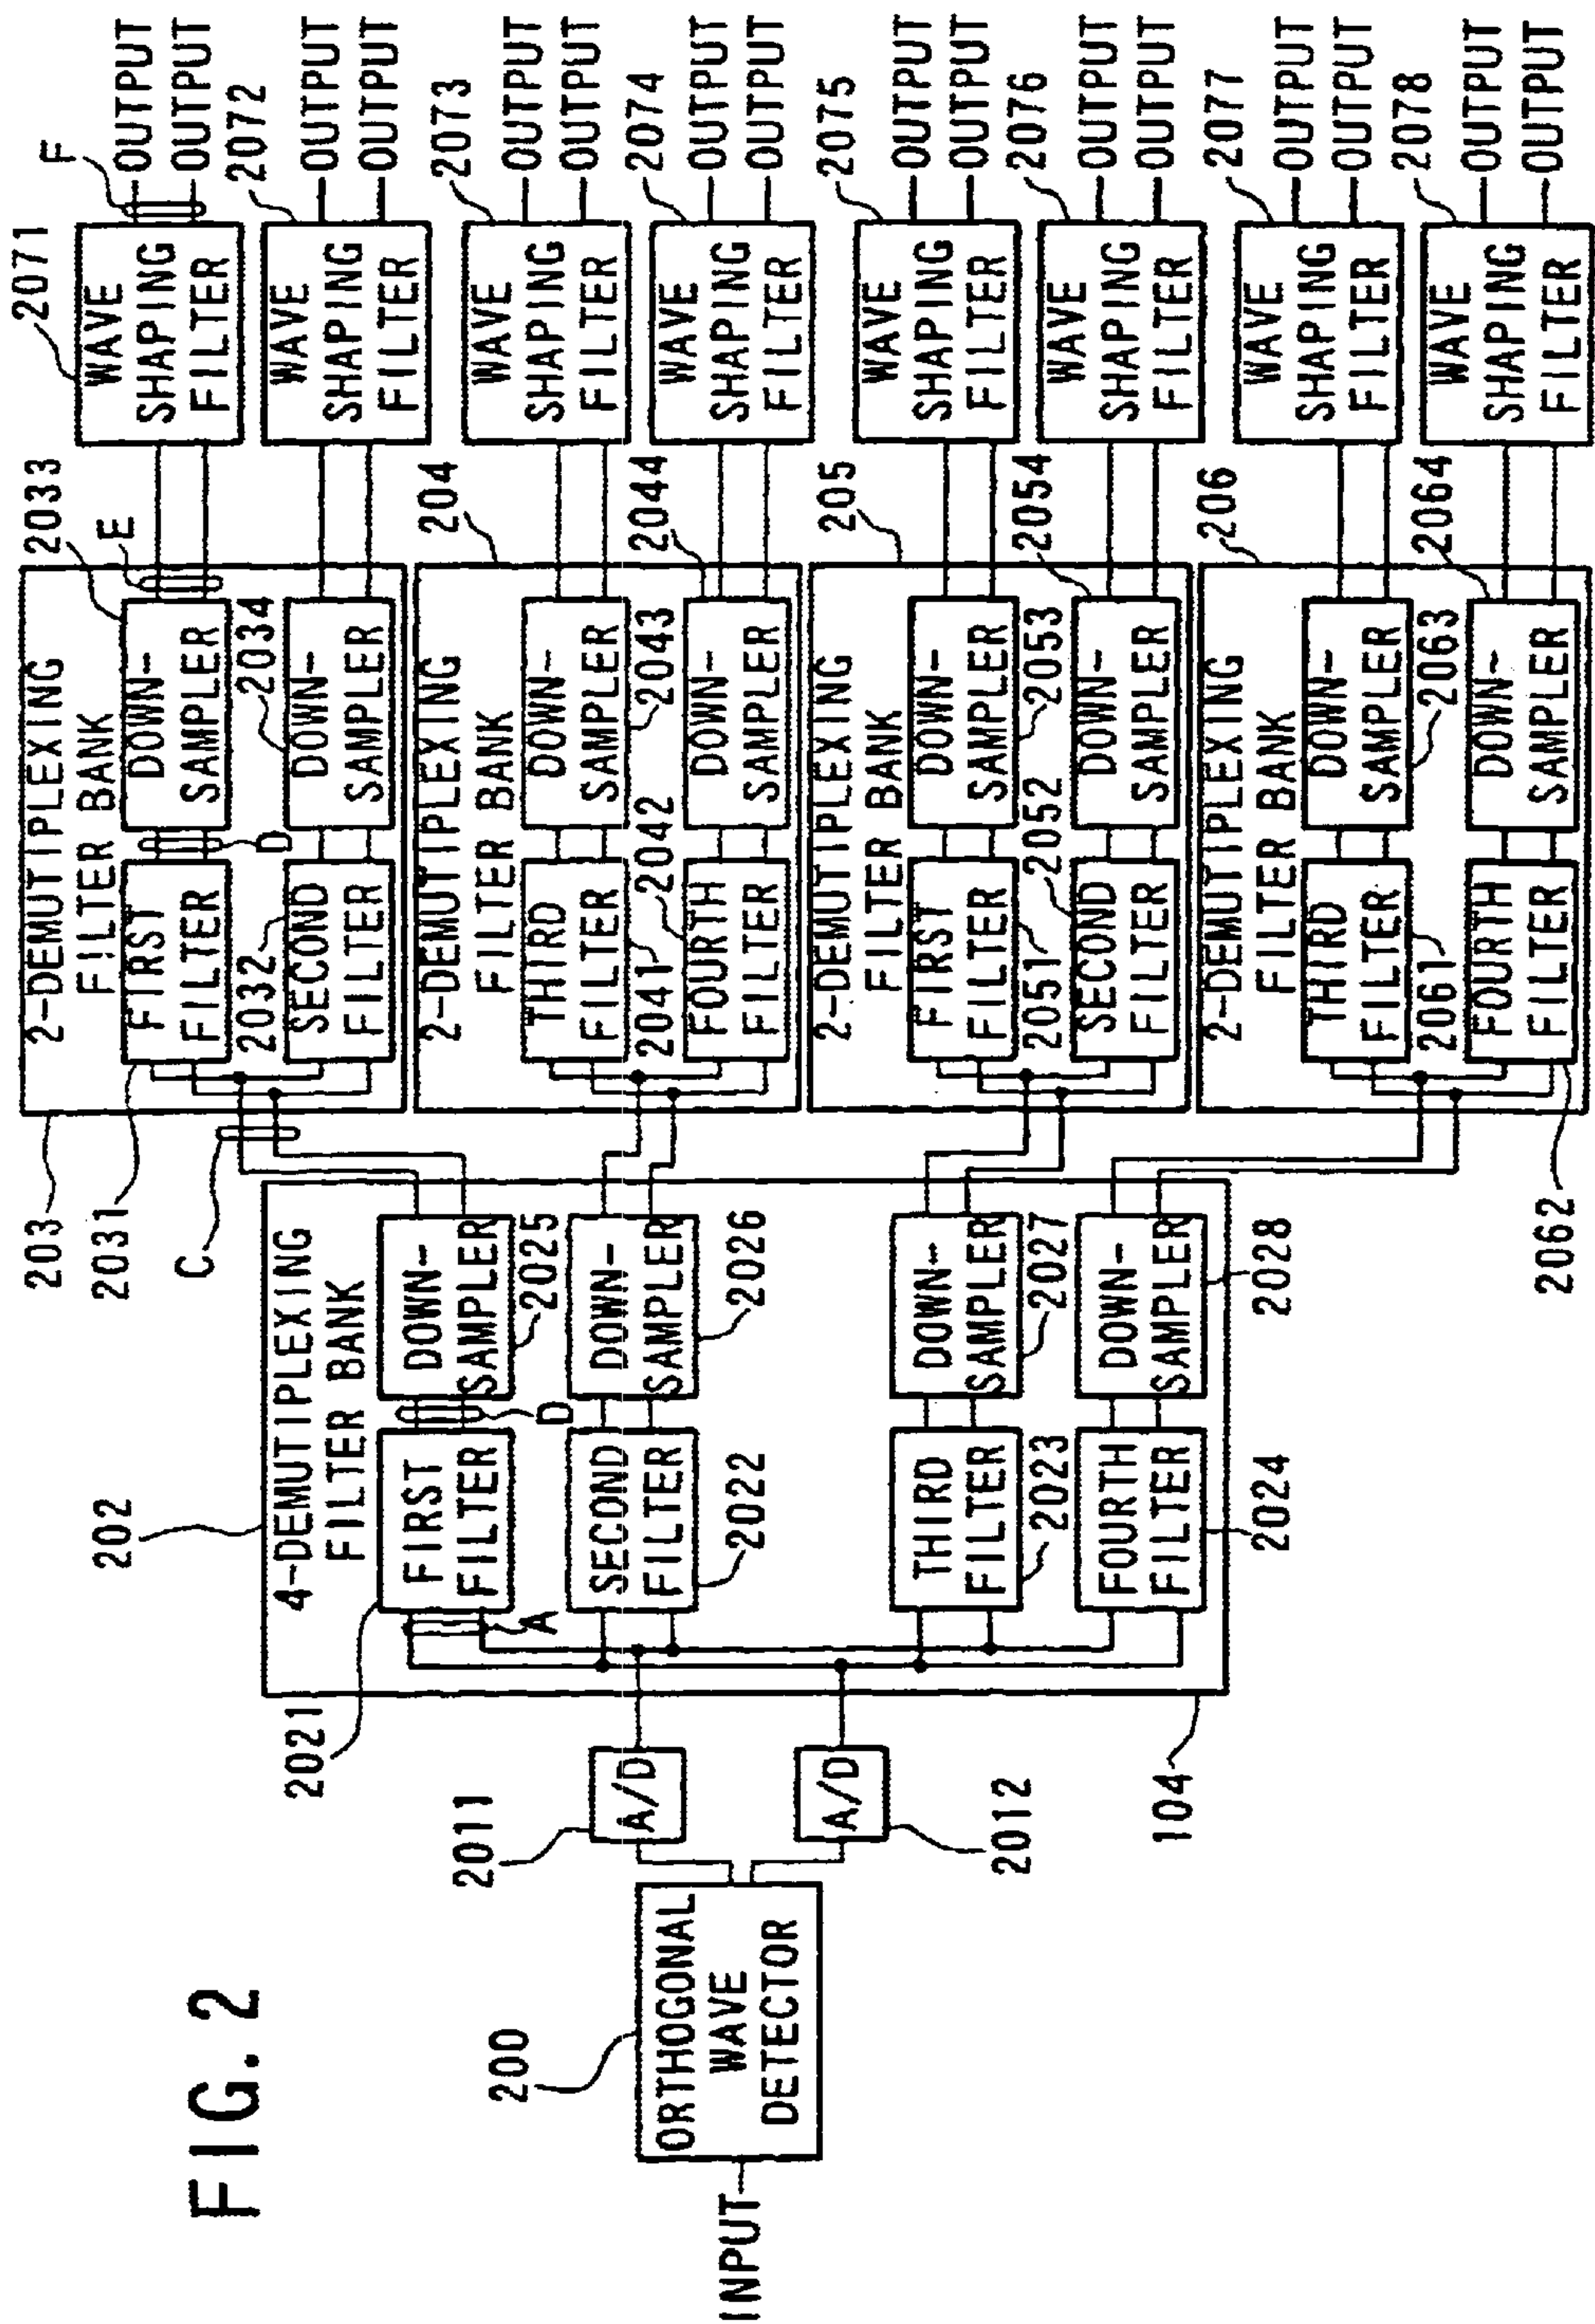 FIG. 2
INPUT
200
ORTHOGONAL
WAVE
DETECTOR
2011
A/D
A/D
2012
104
202
4-DEMUTIPLEXING
FILTER BANK
2021
A
FIRST
FILTER
D
DOWN-
SAMPLER
2025
SECOND
FILTER
2022
DOWN-
SAMPLER
2026
THIRD
FILTER
2023
DOWN-
SAMPLER
2027
FOURTH
FILTER
2024
DOWN-
SAMPLER
2028
C
203
2031
2-DEMUTIPLEXING
FILTER BANK
FIRST
FILTER
D
DOWN-
SAMPLER
2033
E
2032
SECOND
FILTER
2034
DOWN-
SAMPLER
204
2-DEMUTIPLEXING
FILTER BANK
THIRD
FILTER
2041
DOWN-
SAMPLER
2043
2042
FOURTH
FILTER
DOWN-
SAMPLER
2044
205
2-DEMUTIPLEXING
FILTER BANK
FIRST
FILTER
2051
DOWN-
SAMPLER
2053
2052
SECOND
FILTER
DOWN-
SAMPLER
2054
206
2-DEMUTIPLEXING
FILTER BANK
THIRD
FILTER
2061
DOWN-
SAMPLER
2063
FOURTH
FILTER
2062
DOWN-
SAMPLER
2064
2071
WAVE
SHAPING
FILTER
F
OUTPUT
OUTPUT
2072
WAVE
SHAPING
FILTER
OUTPUT
OUTPUT
2073
WAVE
SHAPING
FILTER
OUTPUT
OUTPUT
2074
WAVE
SHAPING
FILTER
OUTPUT
OUTPUT
2075
WAVE
SHAPING
FILTER
OUTPUT
OUTPUT
2076
WAVE
SHAPING
FILTER
OUTPUT
OUTPUT
2077
WAVE
SHAPING
FILTER
OUTPUT
OUTPUT
2078
WAVE
SHAPING
FILTER
OUTPUT
OUTPUT